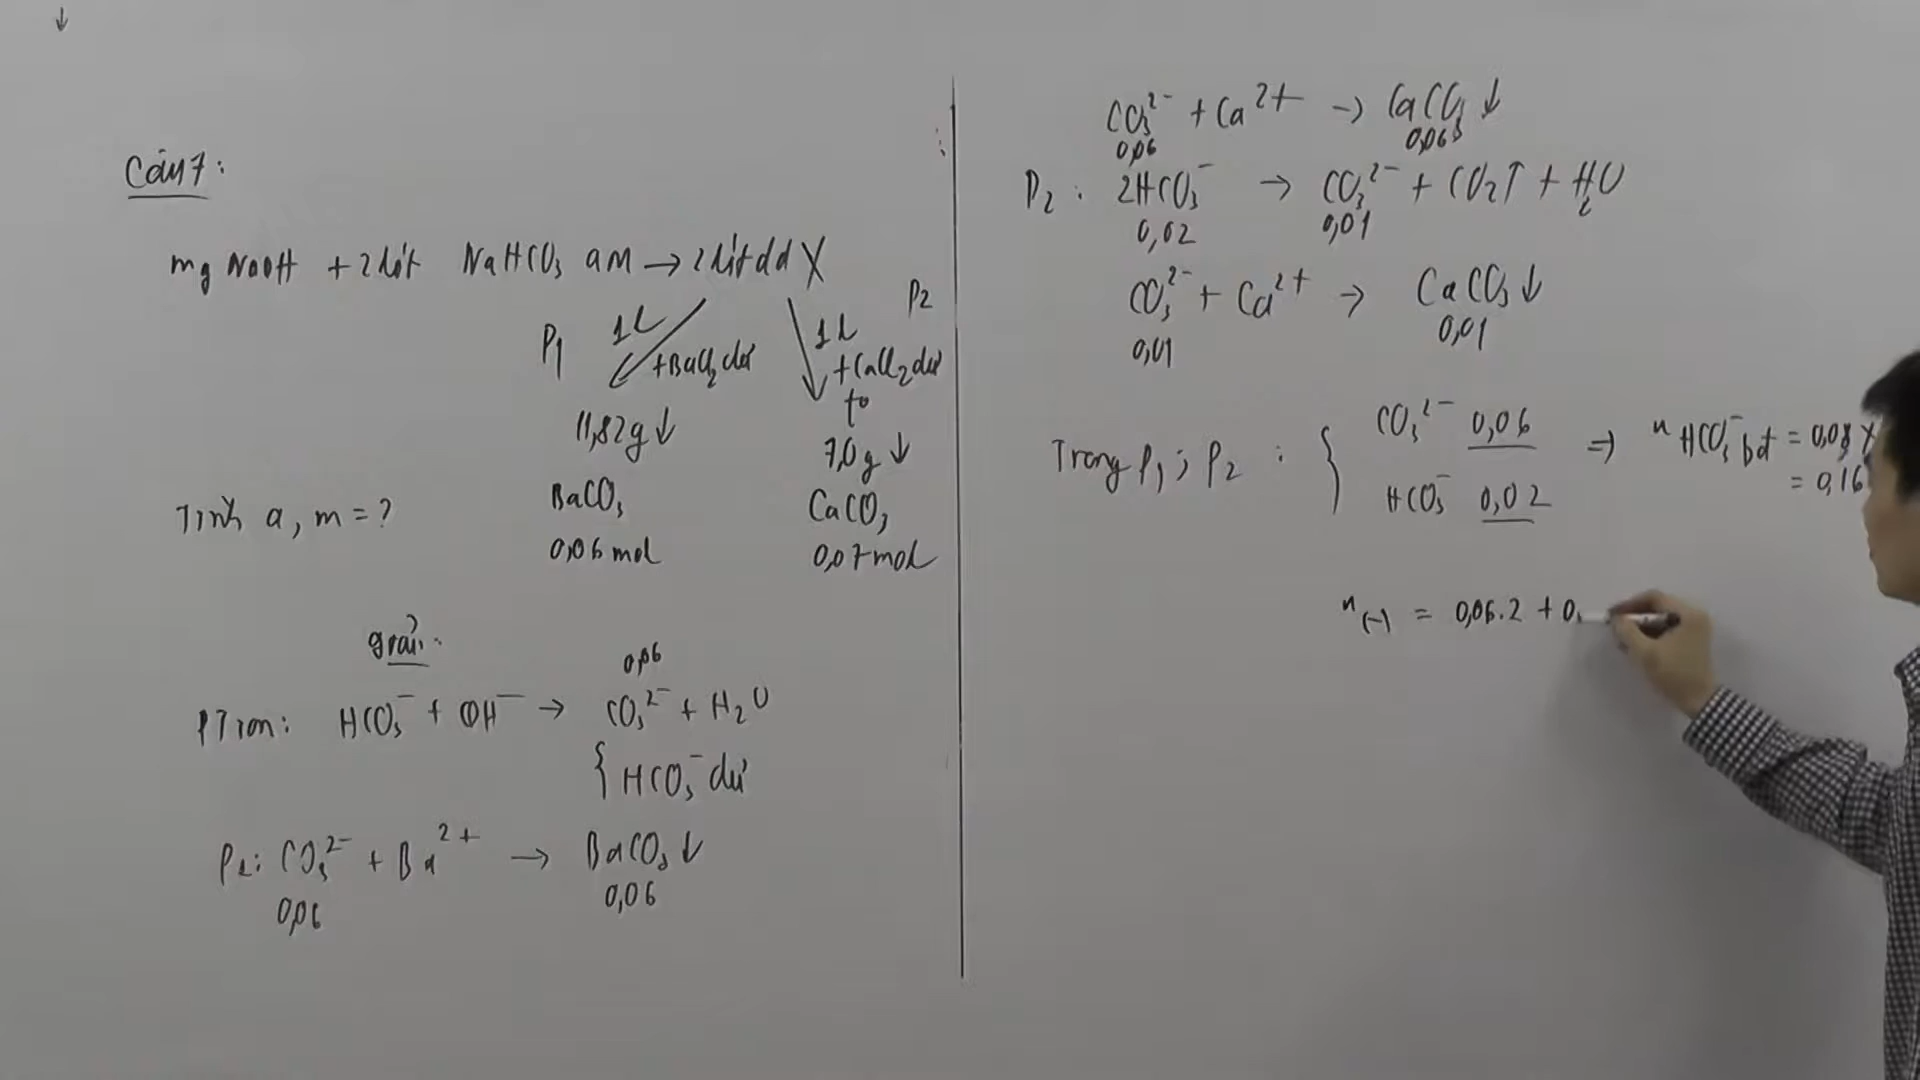 ↓
Câu 7:
mg NaOH + 2 lít NaHCO₃ aM → 2 lít dd X
P₁ 1L + BaCl₂ dư
11,82g ↓
BaCO₃
0,06 mol
P₂
1L
+ CaCl₂ dư
t°
7,0g ↓
CaCO₃
0,07 mol
Tính a, m = ?
giải:
0,06
PT ion: HCO₃⁻ + OH⁻ → CO₃²⁻ + H₂O
{ HCO₃⁻ dư
P₁: CO₃²⁻ + Ba²⁺ → BaCO₃ ↓
0,06 0,06
CO₃²⁻ + Ca²⁺ → CaCO₃ ↓
0,06 0,06
P₂: 2HCO₃⁻ → CO₃²⁻ + CO₂↑ + H₂O
0,02 0,01
CO₃²⁻ + Ca²⁺ → CaCO₃ ↓
0,01 0,01
Trong P₁; P₂: { CO₃²⁻ 0,06 => nHCO₃⁻ bđ = 0,08 x
HCO₃⁻ 0,02 = 0,16
n(-) = 0,06.2 + 0,